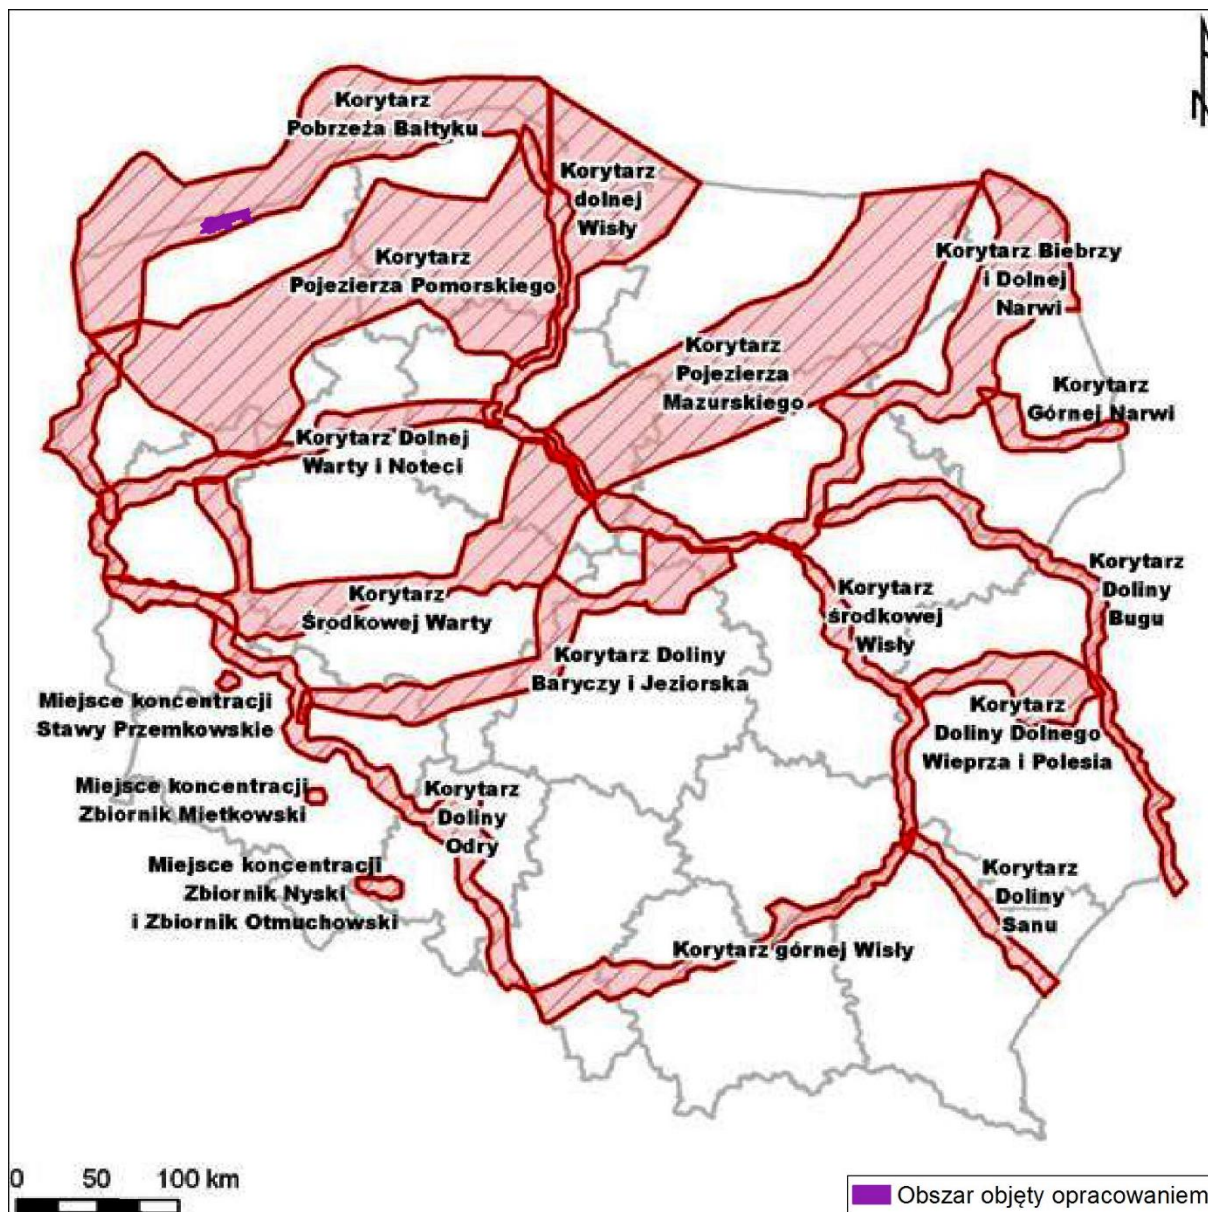 Korytarz
Pobrzeża Bałtyku
Korytarz
dolnej
Wisły
Korytarz
Pojezierza Pomorskiego
Korytarz Biebrzy
i Dolnej
Narwi
Korytarz
Pojezierza
Mazurskiego
Korytarz
Górnej Narwi
Korytarz Dolnej
Warty i Noteci
Korytarz
Środkowej Warty
Korytarz
środkowej
Wisły
Korytarz
Doliny
Bugu
Korytarz Doliny
Baryczy i Jeziorska
Miejsce koncentracji
Stawy Przemkowskie
Korytarz
Doliny Dolnego
Wieprza i Polesia
Miejsce koncentracji
Zbiornik Mietkowski
Korytarz
Doliny
Odry
Miejsce koncentracji
Zbiornik Nyski
i Zbiornik Otmuchowski
Korytarz
Doliny
Sanu
Korytarz górnej Wisły
0 50 100 km
Obszar objęty opracowaniem